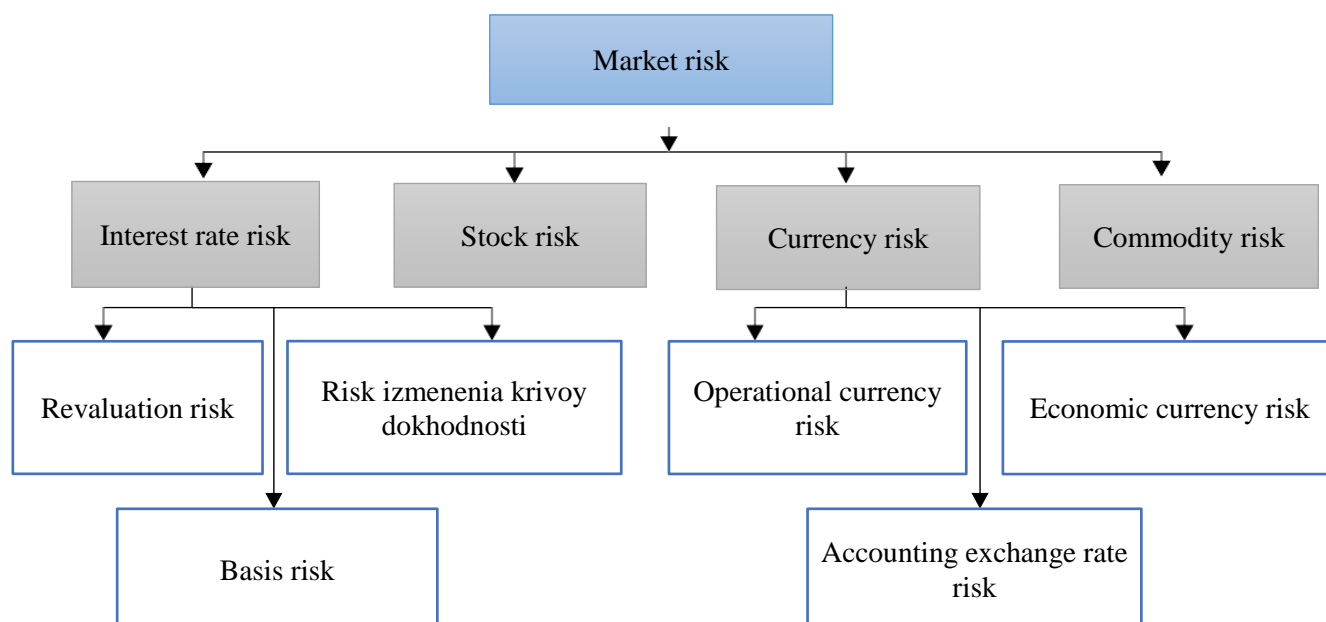 Market risk
Interest rate risk
Stock risk
Currency risk
Commodity risk
Revaluation risk
Risk izmenenia krivoy
dokhodnosti
Operational currency
risk
Economic currency risk
Basis risk
Accounting exchange rate
risk